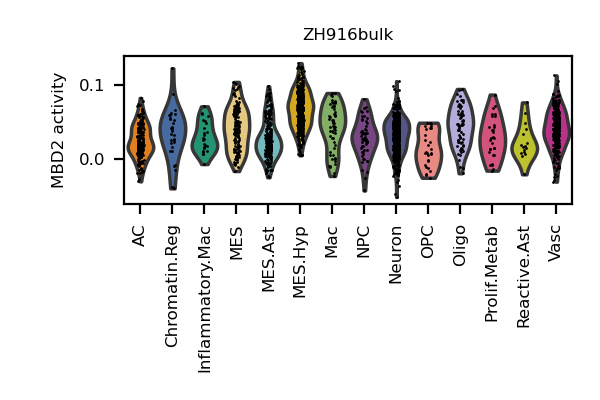 ZH916bulk
MBD2 activity
0.1
0.0
AC
Chromatin.Reg
Inflammatory.Mac
MES
MES.Ast
MES.Hyp
Mac
NPC
Neuron
OPC
Oligo
Prolif.Metab
Reactive.Ast
Vasc